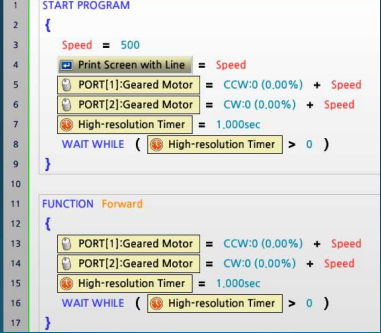 1 START PROGRAM
2 {
3 Speed = 500
4 Print Screen with Line = Speed
5 PORT[1]:Geared Motor = CCW:0 (0,00%) + Speed
6 PORT[2]:Geared Motor = CW:0 (0,00%) + Speed
7 High-resolution Timer = 1,000sec
8 WAIT WHILE ( High-resolution Timer > 0 )
9 }
10
11 FUNCTION Forward
12 {
13 PORT[1]:Geared Motor = CCW:0 (0,00%) + Speed
14 PORT[2]:Geared Motor = CW:0 (0,00%) + Speed
15 High-resolution Timer = 1,000sec
16 WAIT WHILE ( High-resolution Timer > 0 )
17 }